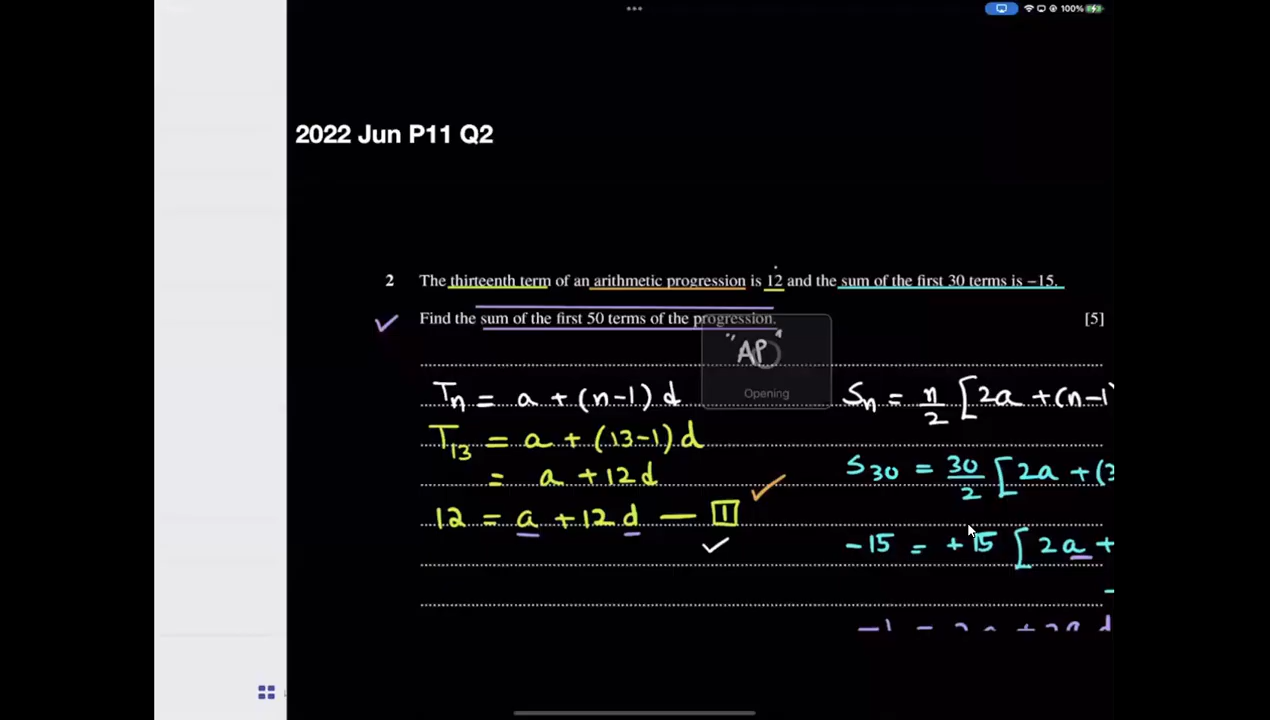 100%
2022 Jun P11 Q2
2 The thirteenth term of an arithmetic progression is 12 and the sum of the first 30 terms is −15.
Find the sum of the first 50 terms of the progression. [5]
"AP"
Opening
Tn = a + (n-1) d
Sn = n/2 [2a + (n-1)
T13 = a + (13-1) d
S30 = 30/2 [2a + (3
= a + 12d
12 = a + 12 d — 1
-15 = +15 [2a +
-1 = 2a + 29 d